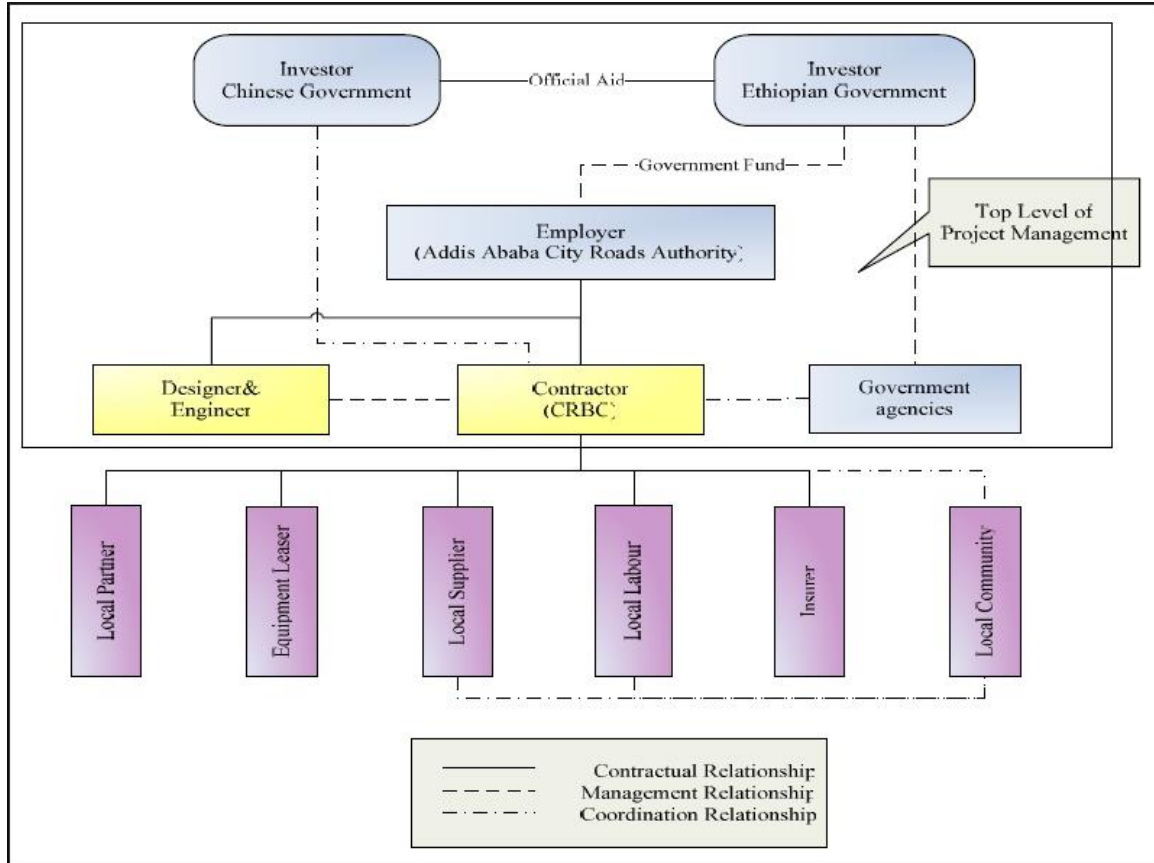 Investor
Chinese Government
Official Aid
Investor
Ethiopian Government
Government Fund
Top Level of
Project Management
Employer
(Addis Ababa City Roads Authority)
Designer&
Engineer
Contractor
(CRBC)
Government
agencies
Local Partner
Equipment Leaser
Local Supplier
Local Labour
Insurer
Local Community
Contractual Relationship
Management Relationship
Coordination Relationship